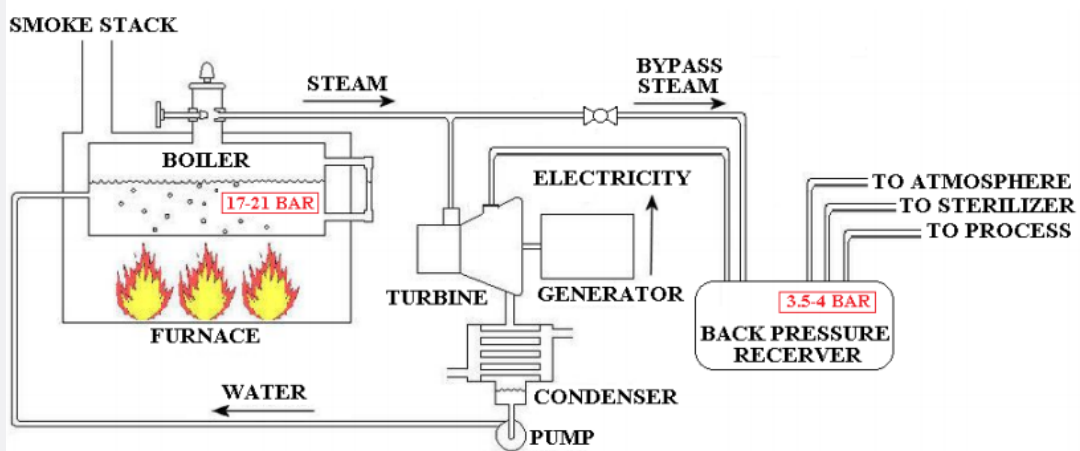 SMOKE STACK
STEAM
BYPASS
STEAM
BOILER
17-21 BAR
ELECTRICITY
TO ATMOSPHERE
TO STERILIZER
TO PROCESS
TURBINE
GENERATOR
3.5-4 BAR
BACK PRESSURE
RECERVER
FURNACE
WATER
CONDENSER
PUMP